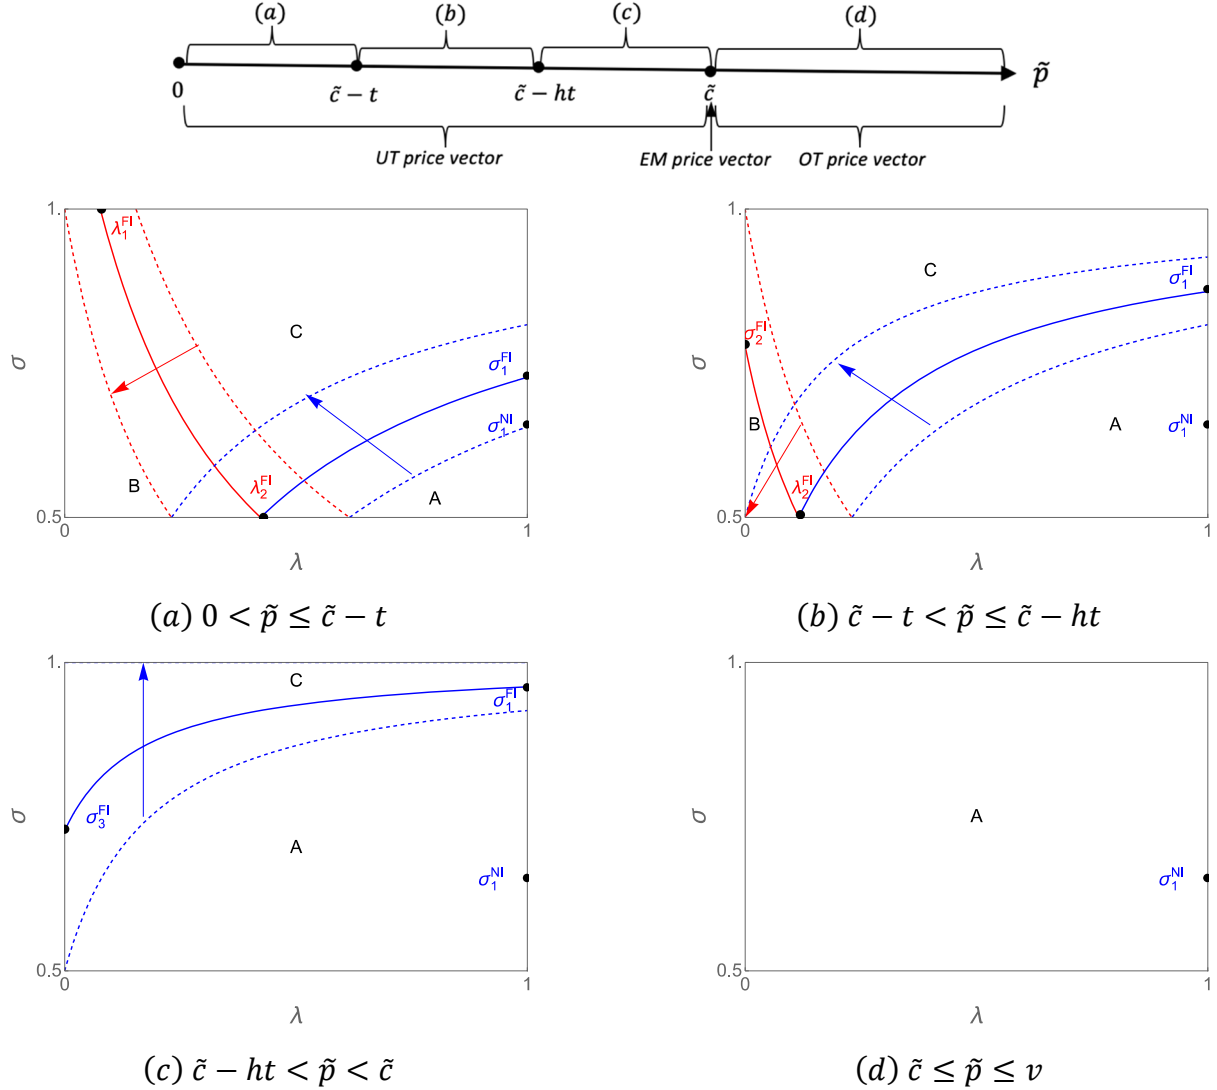 (a) (b) (c) (d)
0 c̃ − t c̃ − ht c̃ p̃
UT price vector EM price vector OT price vector
1.
λ₁^FI
C
σ
σ₁^FI
σ₁^NI
λ₂^FI
B
A
0.5
0 1
λ
(a) 0 < p̃ ≤ c̃ − t
1.
C
σ₁^FI
σ₂^FI
σ
B
A
σ₁^NI
λ₂^FI
0.5
0 1
λ
(b) c̃ − t < p̃ ≤ c̃ − ht
1.
C
σ₁^FI
σ
σ₃^FI
A
σ₁^NI
0.5
0 1
λ
(c) c̃ − ht < p̃ < c̃
1.
σ
A
σ₁^NI
0.5
0 1
λ
(d) c̃ ≤ p̃ ≤ v